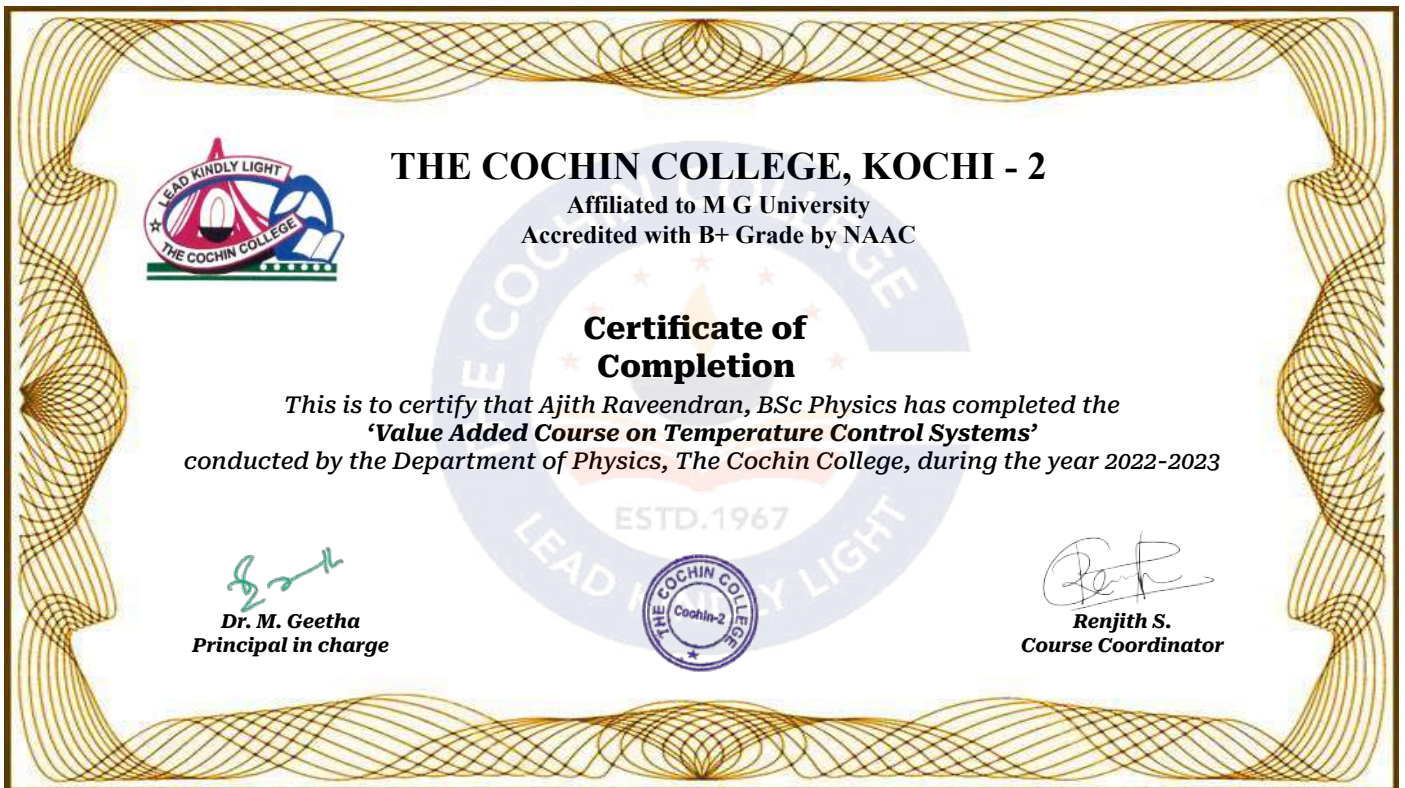 LEAD KINDLY LIGHT
THE COCHIN COLLEGE
THE COCHIN COLLEGE, KOCHI - 2
Affiliated to M G University
Accredited with B+ Grade by NAAC
THE COCHIN COLLEGE
Certificate of
Completion
This is to certify that Ajith Raveendran, BSc Physics has completed the
‘Value Added Course on Temperature Control Systems’
conducted by the Department of Physics, The Cochin College, during the year 2022-2023
ESTD.1967
LEAD KINDLY LIGHT
THE COCHIN COLLEGE
Cochin-2
Dr. M. Geetha
Principal in charge
Renjith S.
Course Coordinator